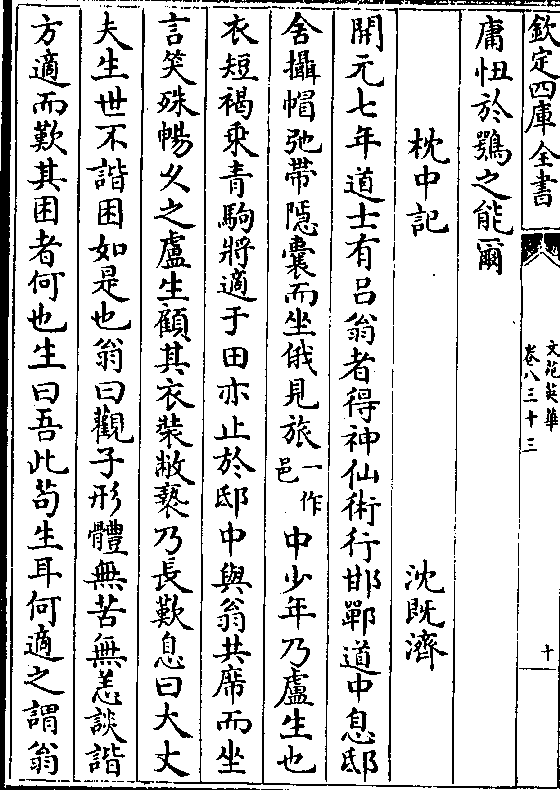 欽定四庫全書
文苑英華
卷八百三十三
十
庸忸於鶚之能爾
枕中記
沈既濟
開元七年道士有吕翁者得神仙術行邯鄲道中息邸
舍攝帽弛帶隱囊而坐俄見旅一作邑中少年乃盧生也
衣短褐乘青駒將適于田亦止於邸中與翁共席而坐
言笑殊暢乆之盧生顧其衣裝敝䙝乃長歎息曰大丈
夫生世不諧困如是也翁曰觀子形體無苦無恙談諧
方適而歎其困者何也生曰吾此苟生耳何適之謂翁